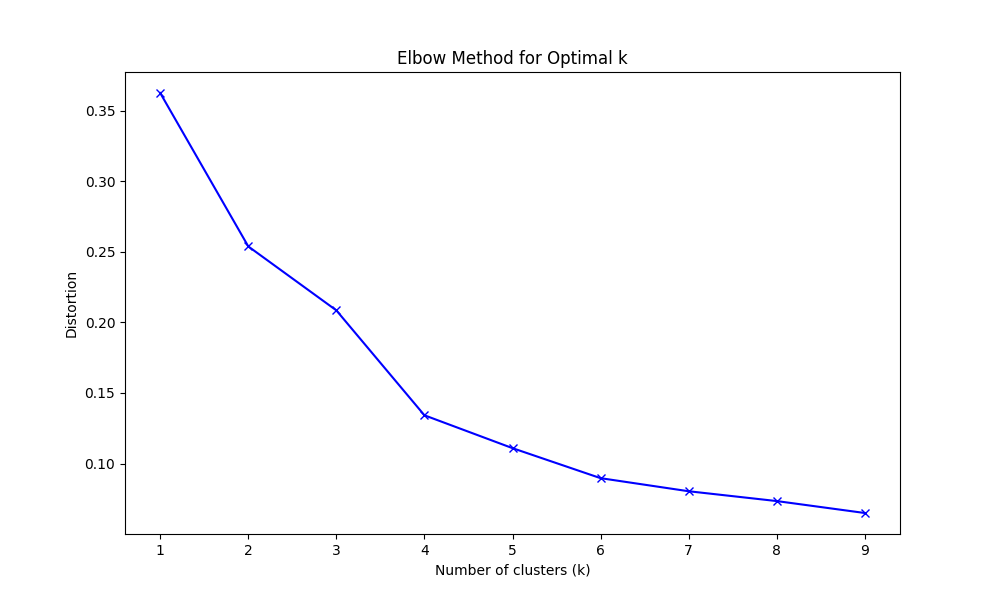 Elbow Method for Optimal k
0.35
0.30
0.25
0.20
0.15
0.10
Distortion
1 2 3 4 5 6 7 8 9
Number of clusters (k)